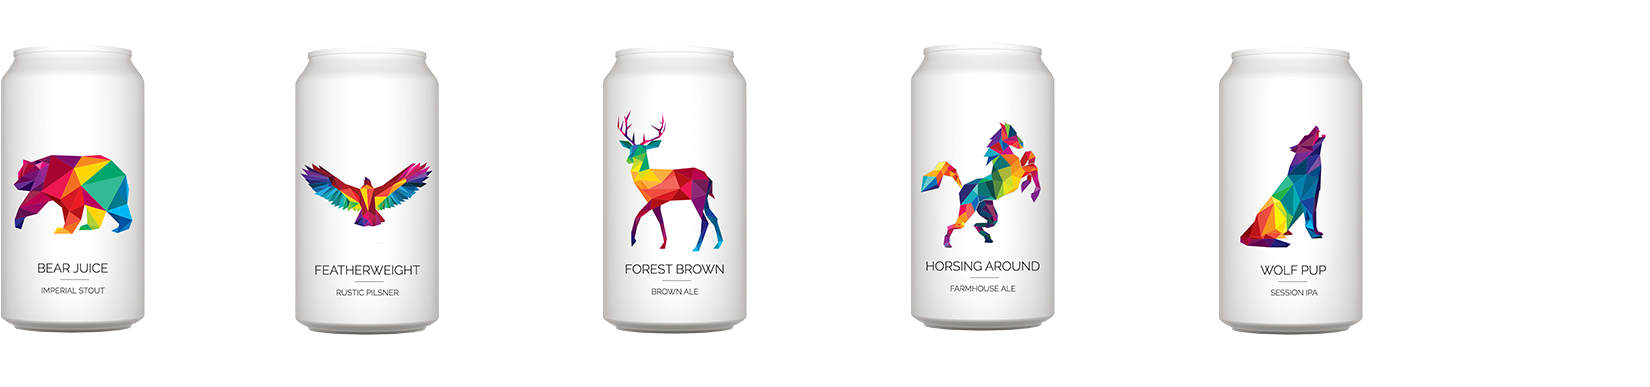 BEAR JUICE
IMPERIAL STOUT
FEATHERWEIGHT
RUSTIC PILSNER
FOREST BROWN
BROWN ALE
HORSING AROUND
FARMHOUSE ALE
WOLF PUP
SESSION IPA